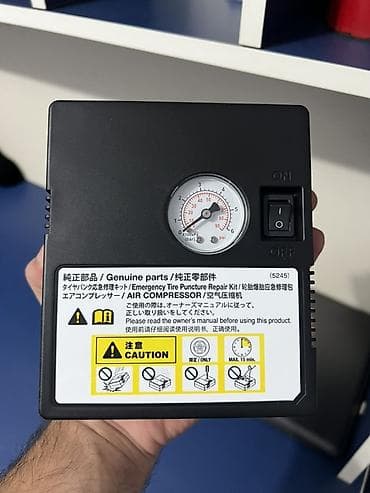 ON
OFF
純正部品 / Genuine parts / 纯正零部件
(5245)
タイヤパンク応急修理キット / Emergency Tire Puncture Repair Kit / 轮胎爆胎应急修理包
エアコンプレッサー / AIR COMPRESSOR / 空气压缩机
ご使用の際は、オーナーズマニュアルに従って、
正しい取り扱いをしてください。
Please read the owner's manual before using this product.
使用前请仔细阅读使用说明书、正确使用。
注意
CAUTION
限定 / ONLY
MAX. 15 min.